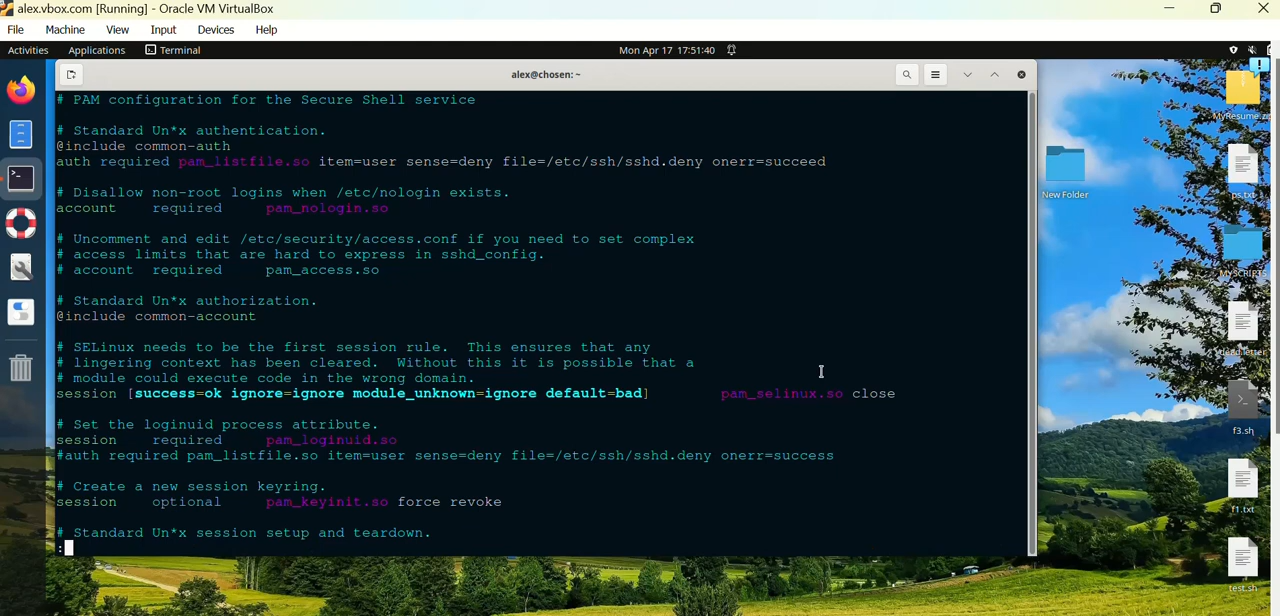 alex.vbox.com [Running] - Oracle VM VirtualBox
File Machine View Input Devices Help
Activities Applications Terminal Mon Apr 17 17:51:40
alex@chosen: ~
# PAM configuration for the Secure Shell service
# Standard Un*x authentication.
@include common-auth
auth required pam_listfile.so item=user sense=deny file=/etc/ssh/sshd.deny onerr=succeed
# Disallow non-root logins when /etc/nologin exists.
account required pam_nologin.so
# Uncomment and edit /etc/security/access.conf if you need to set complex
# access limits that are hard to express in sshd_config.
# account required pam_access.so
# Standard Un*x authorization.
@include common-account
# SELinux needs to be the first session rule. This ensures that any
# lingering context has been cleared. Without this it is possible that a
# module could execute code in the wrong domain.
session [success=ok ignore=ignore module_unknown=ignore default=bad] pam_selinux.so close
# Set the loginuid process attribute.
session required pam_loginuid.so
#auth required pam_listfile.so item=user sense=deny file=/etc/ssh/sshd.deny onerr=success
# Create a new session keyring.
session optional pam_keyinit.so force revoke
# Standard Un*x session setup and teardown.
:
New Folder
MyResume.zip
ps.txt
MYSCRIPTS
dead.letter
f3.sh
f1.txt
test.sh